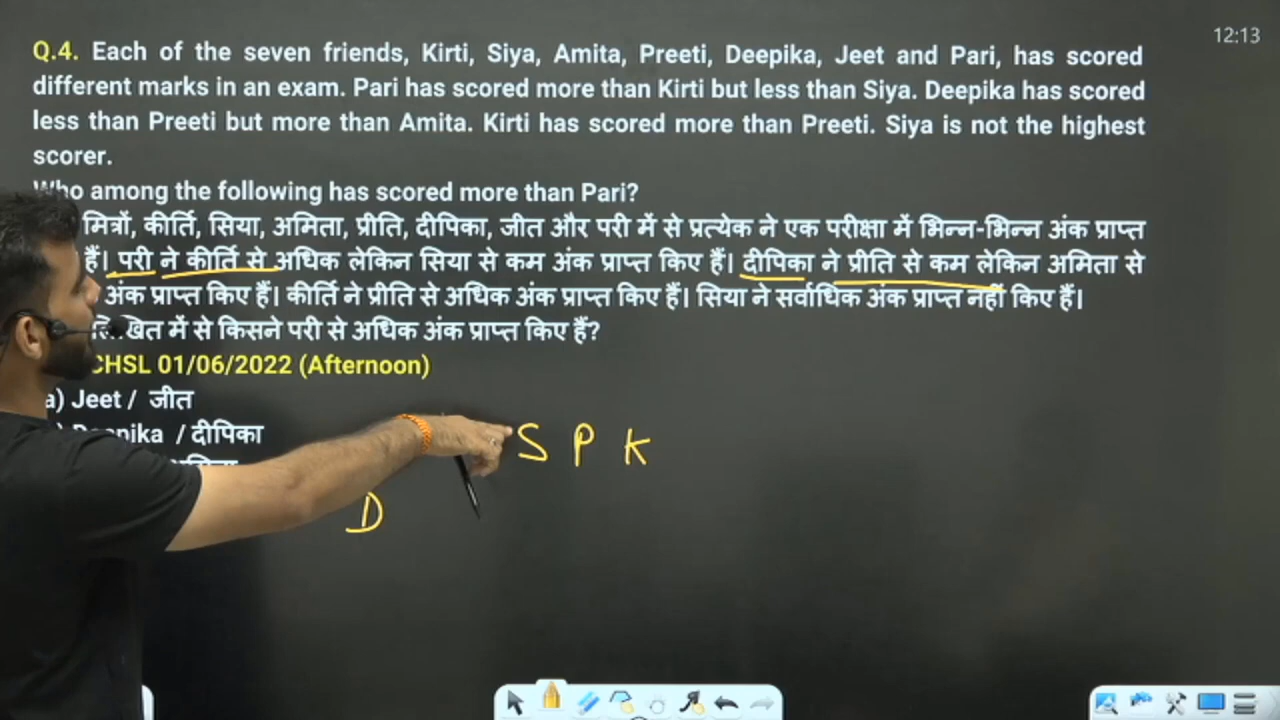 12:13
Q.4. Each of the seven friends, Kirti, Siya, Amita, Preeti, Deepika, Jeet and Pari, has scored
different marks in an exam. Pari has scored more than Kirti but less than Siya. Deepika has scored
less than Preeti but more than Amita. Kirti has scored more than Preeti. Siya is not the highest
scorer.
Who among the following has scored more than Pari?
मित्रों, कीर्ति, सिया, अमिता, प्रीति, दीपिका, जीत और परी में से प्रत्येक ने एक परीक्षा में भिन्न-भिन्न अंक प्राप्त
हैं। परी ने कीर्ति से अधिक लेकिन सिया से कम अंक प्राप्त किए हैं। दीपिका ने प्रीति से कम लेकिन अमिता से
अंक प्राप्त किए हैं। कीर्ति ने प्रीति से अधिक अंक प्राप्त किए हैं। सिया ने सर्वाधिक अंक प्राप्त नहीं किए हैं।
में से किसने परी से अधिक अंक प्राप्त किए हैं?
CHSL 01/06/2022 (Afternoon)
a) Jeet / जीत
/ दीपिका
S P K
D